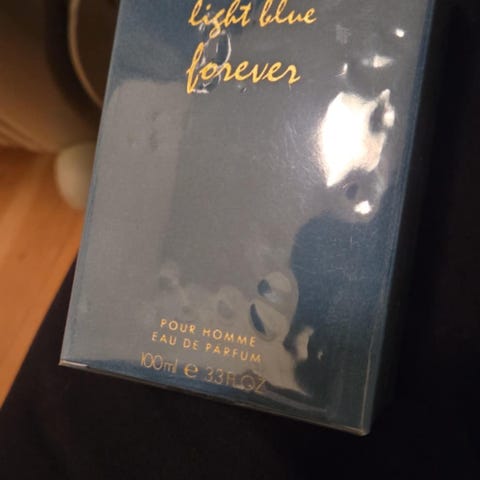 light blue
forever
POUR HOMME
EAU DE PARFUM
100ml e 3.3 FL.OZ